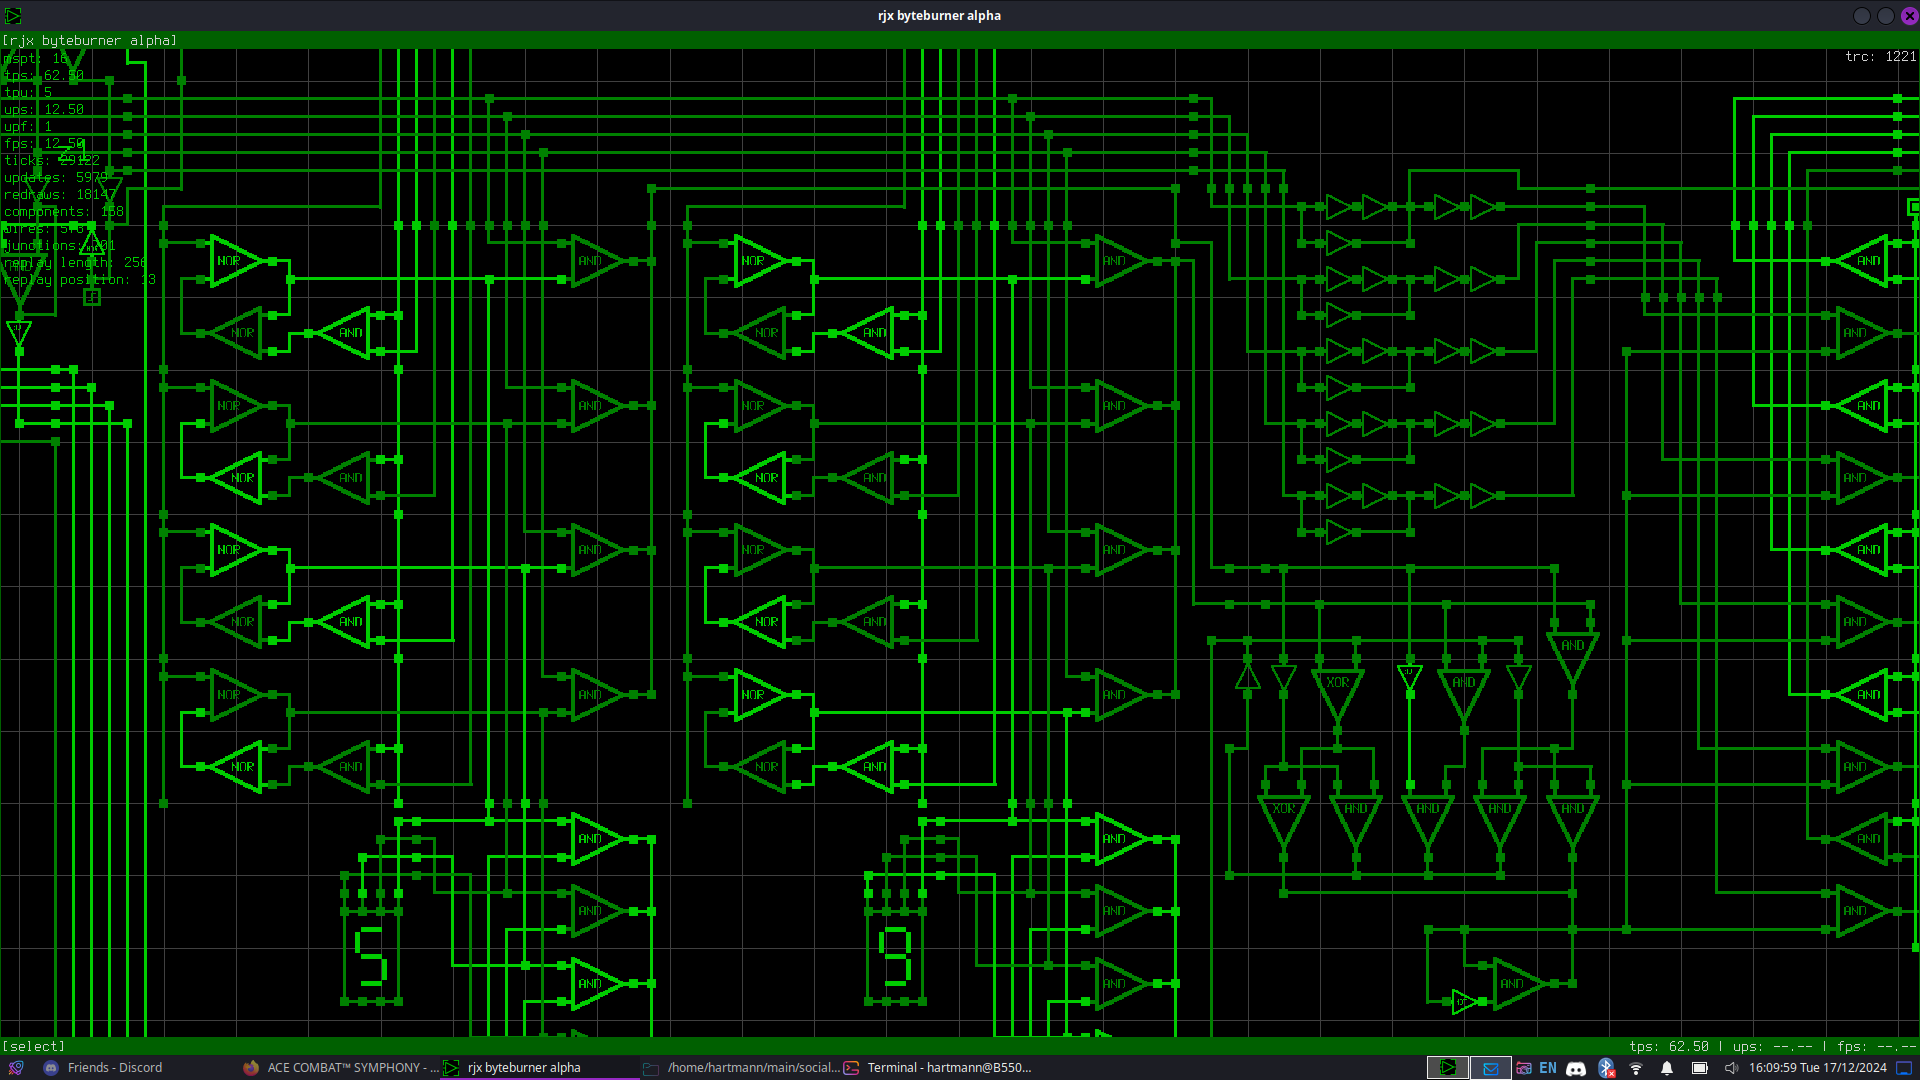 rjx byteburner alpha
[rjx byteburner alpha]
mspt: 16
trc: 1221
tps: 62.50
tpu: 5
ups: 12.50
upf: 1
fps: 12.50
ticks: 29122
updates: 5979
redraws: 18147
components: 158
wires:
junctions:
replay length: 256
replay position: 13
NOR AND NOR AND AND
NOR AND NOR AND AND
NOR AND NOR AND AND
NOR AND NOR AND AND
NOR AND NOR AND AND
NOR AND NOR AND AND
AND
XOR AND
NOR AND NOR AND AND
NOR AND NOR AND AND
XOR AND AND AND AND
AND AND AND
AND AND AND
5 9
AND AND AND
[select]
tps: 62.50 | ups: --.-- | fps: --.--
Friends - Discord
ACE COMBAT™ SYMPHONY - ...
rjx byteburner alpha
/home/hartmann/main/social...
Terminal - hartmann@B550...
EN
16:09:59 Tue 17/12/2024